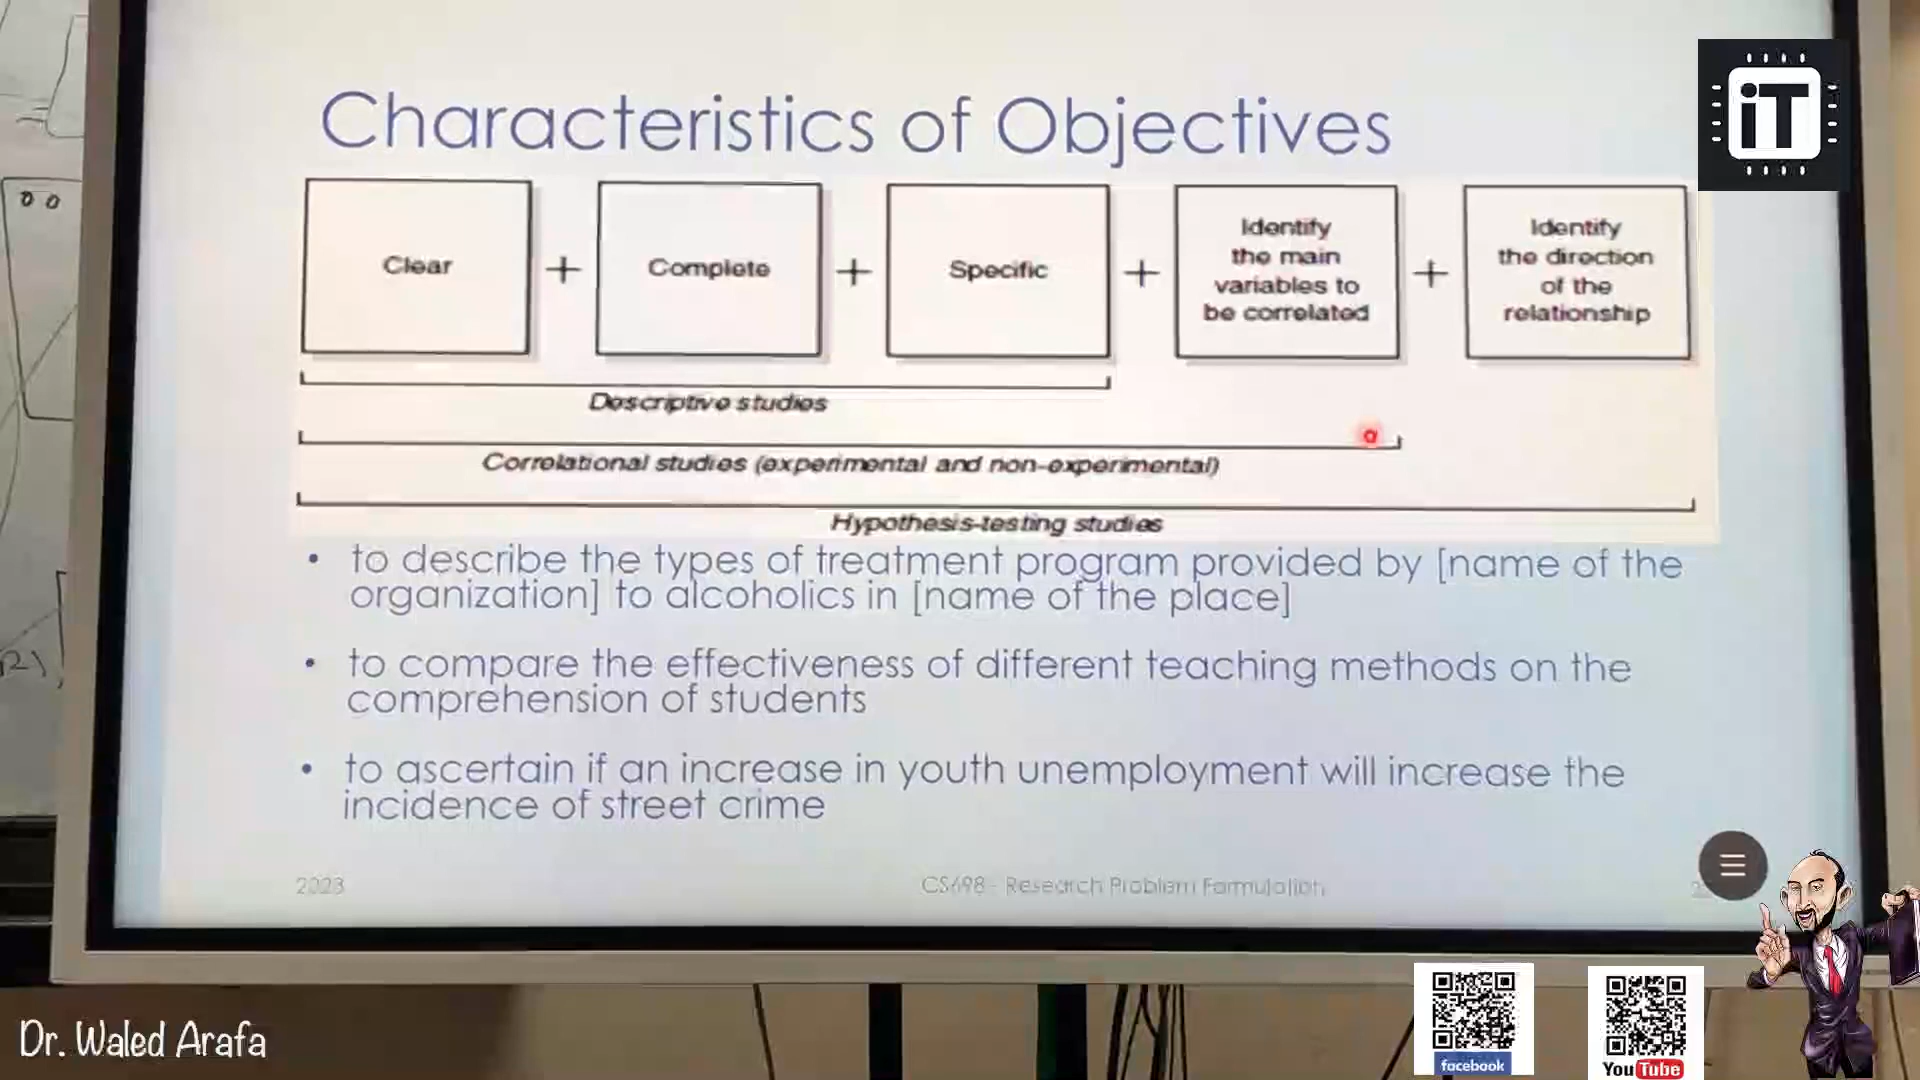 Characteristics of Objectives
iT
Clear
+
Complete
+
Specific
+
Identify
the main
variables to
be correlated
+
Identify
the direction
of the
relationship
Descriptive studies
Correlational studies (experimental and non-experimental)
Hypothesis-testing studies
• to describe the types of treatment program provided by [name of the
organization] to alcoholics in [name of the place]
• to compare the effectiveness of different teaching methods on the
comprehension of students
• to ascertain if an increase in youth unemployment will increase the
incidence of street crime
2023
CS698 - Research Problem Formulation
Dr. Waled Arafa
facebook
YouTube